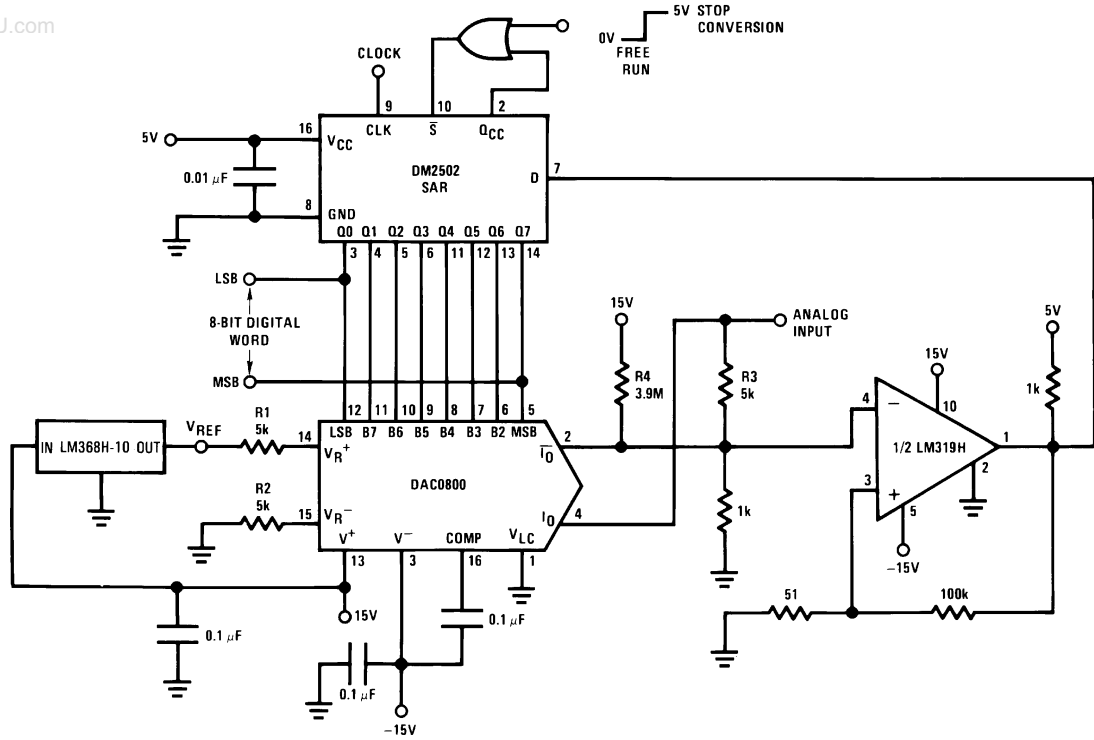 J.com
5V STOP
CONVERSION
0V
FREE
RUN
CLOCK
9
10
2
CLK
S̅
QCC
5V
16
VCC
0.01 μF
DM2502
SAR
D
7
8
GND
Q0 Q1 Q2 Q3 Q4 Q5 Q6 Q7
3 4 5 6 11 12 13 14
LSB
8-BIT DIGITAL
WORD
MSB
15V
ANALOG
INPUT
5V
R4
3.9M
R3
5k
15V
1k
12 11 10 9 8 7 6 5
LSB B7 B6 B5 B4 B3 B2 MSB
IN LM368H-10 OUT
VREF
R1
5k
14
VR+
2
I̅O̅
4
10
1
1/2 LM319H
2
DAC0800
R2
5k
15
VR−
IO
4
1k
3
5
−15V
V+
V−
COMP
VLC
13
3
16
1
15V
0.1 μF
0.1 μF
0.1 μF
−15V
51
100k